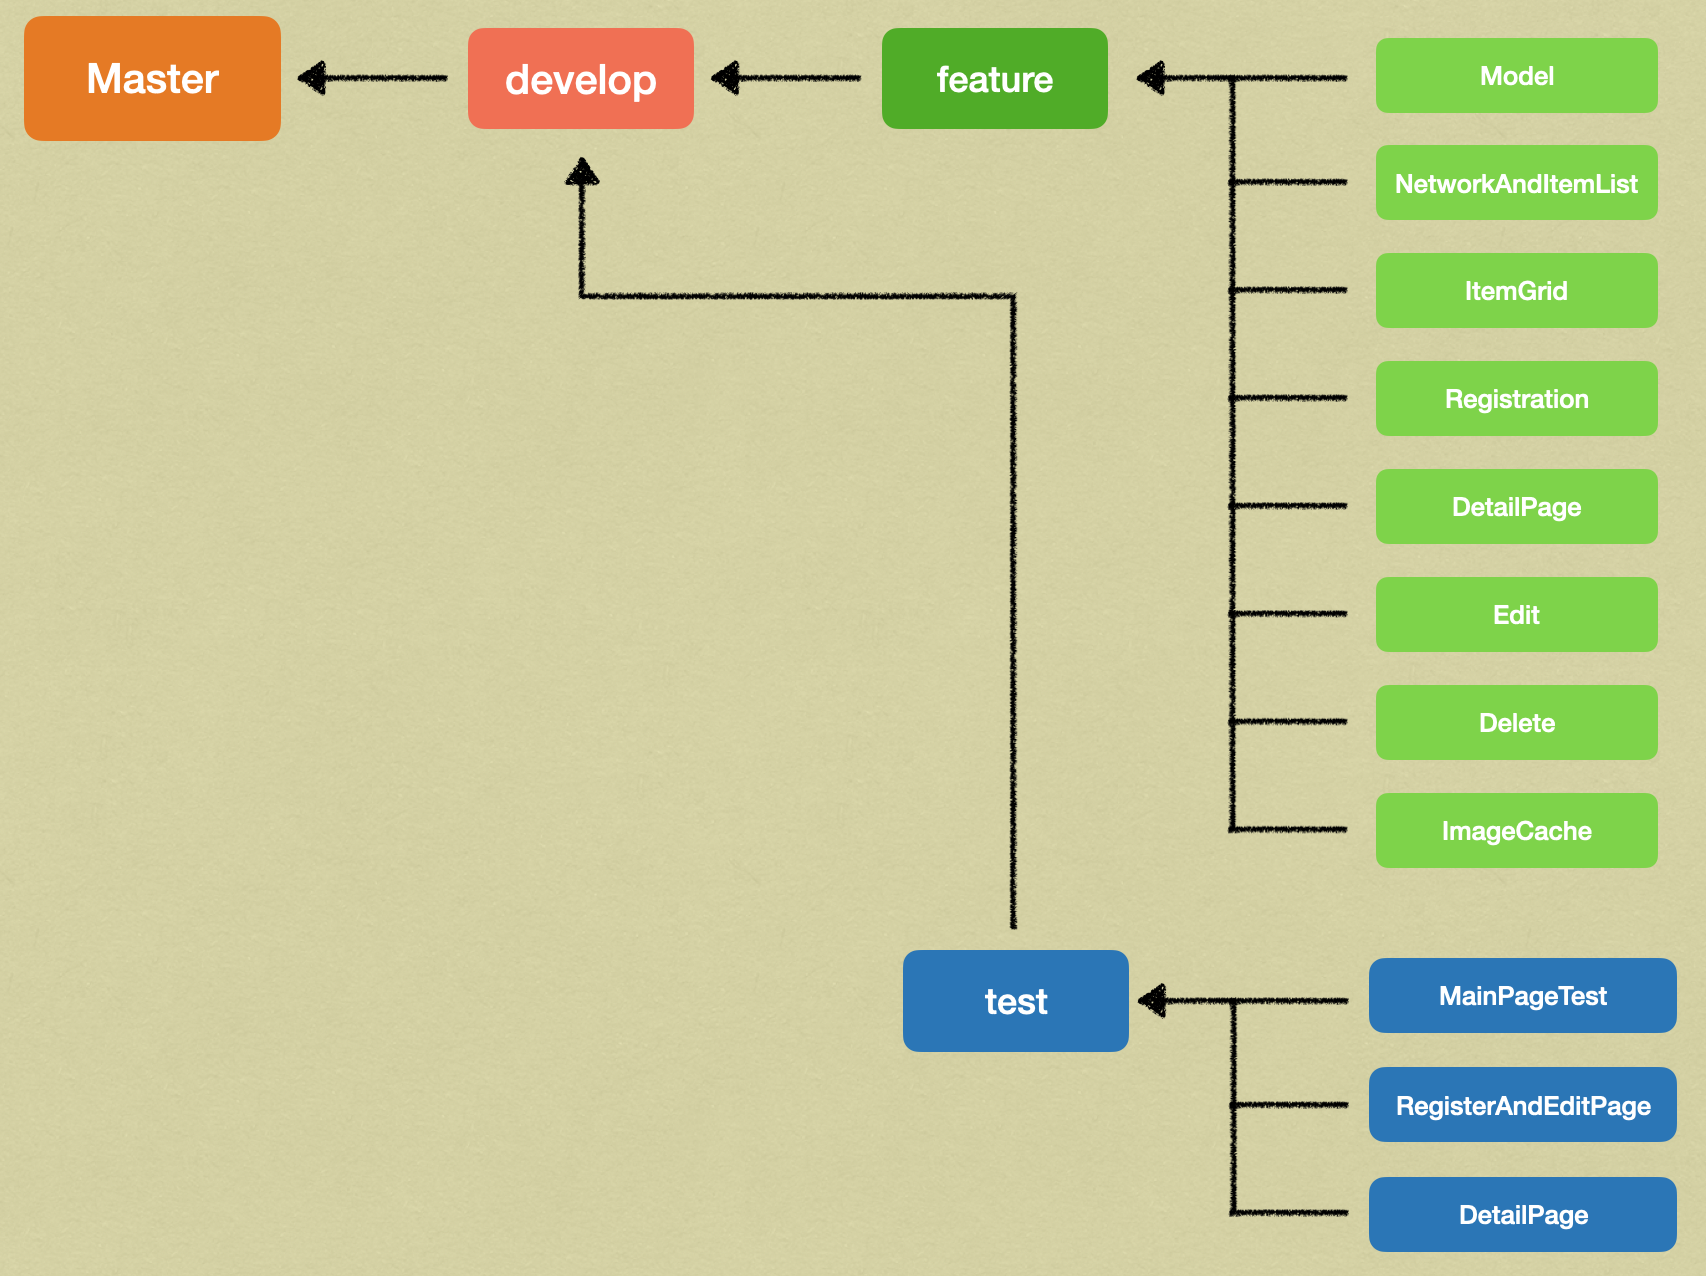 Master
develop
feature
Model
NetworkAndItemList
ItemGrid
Registration
DetailPage
Edit
Delete
ImageCache
test
MainPageTest
RegisterAndEditPage
DetailPage